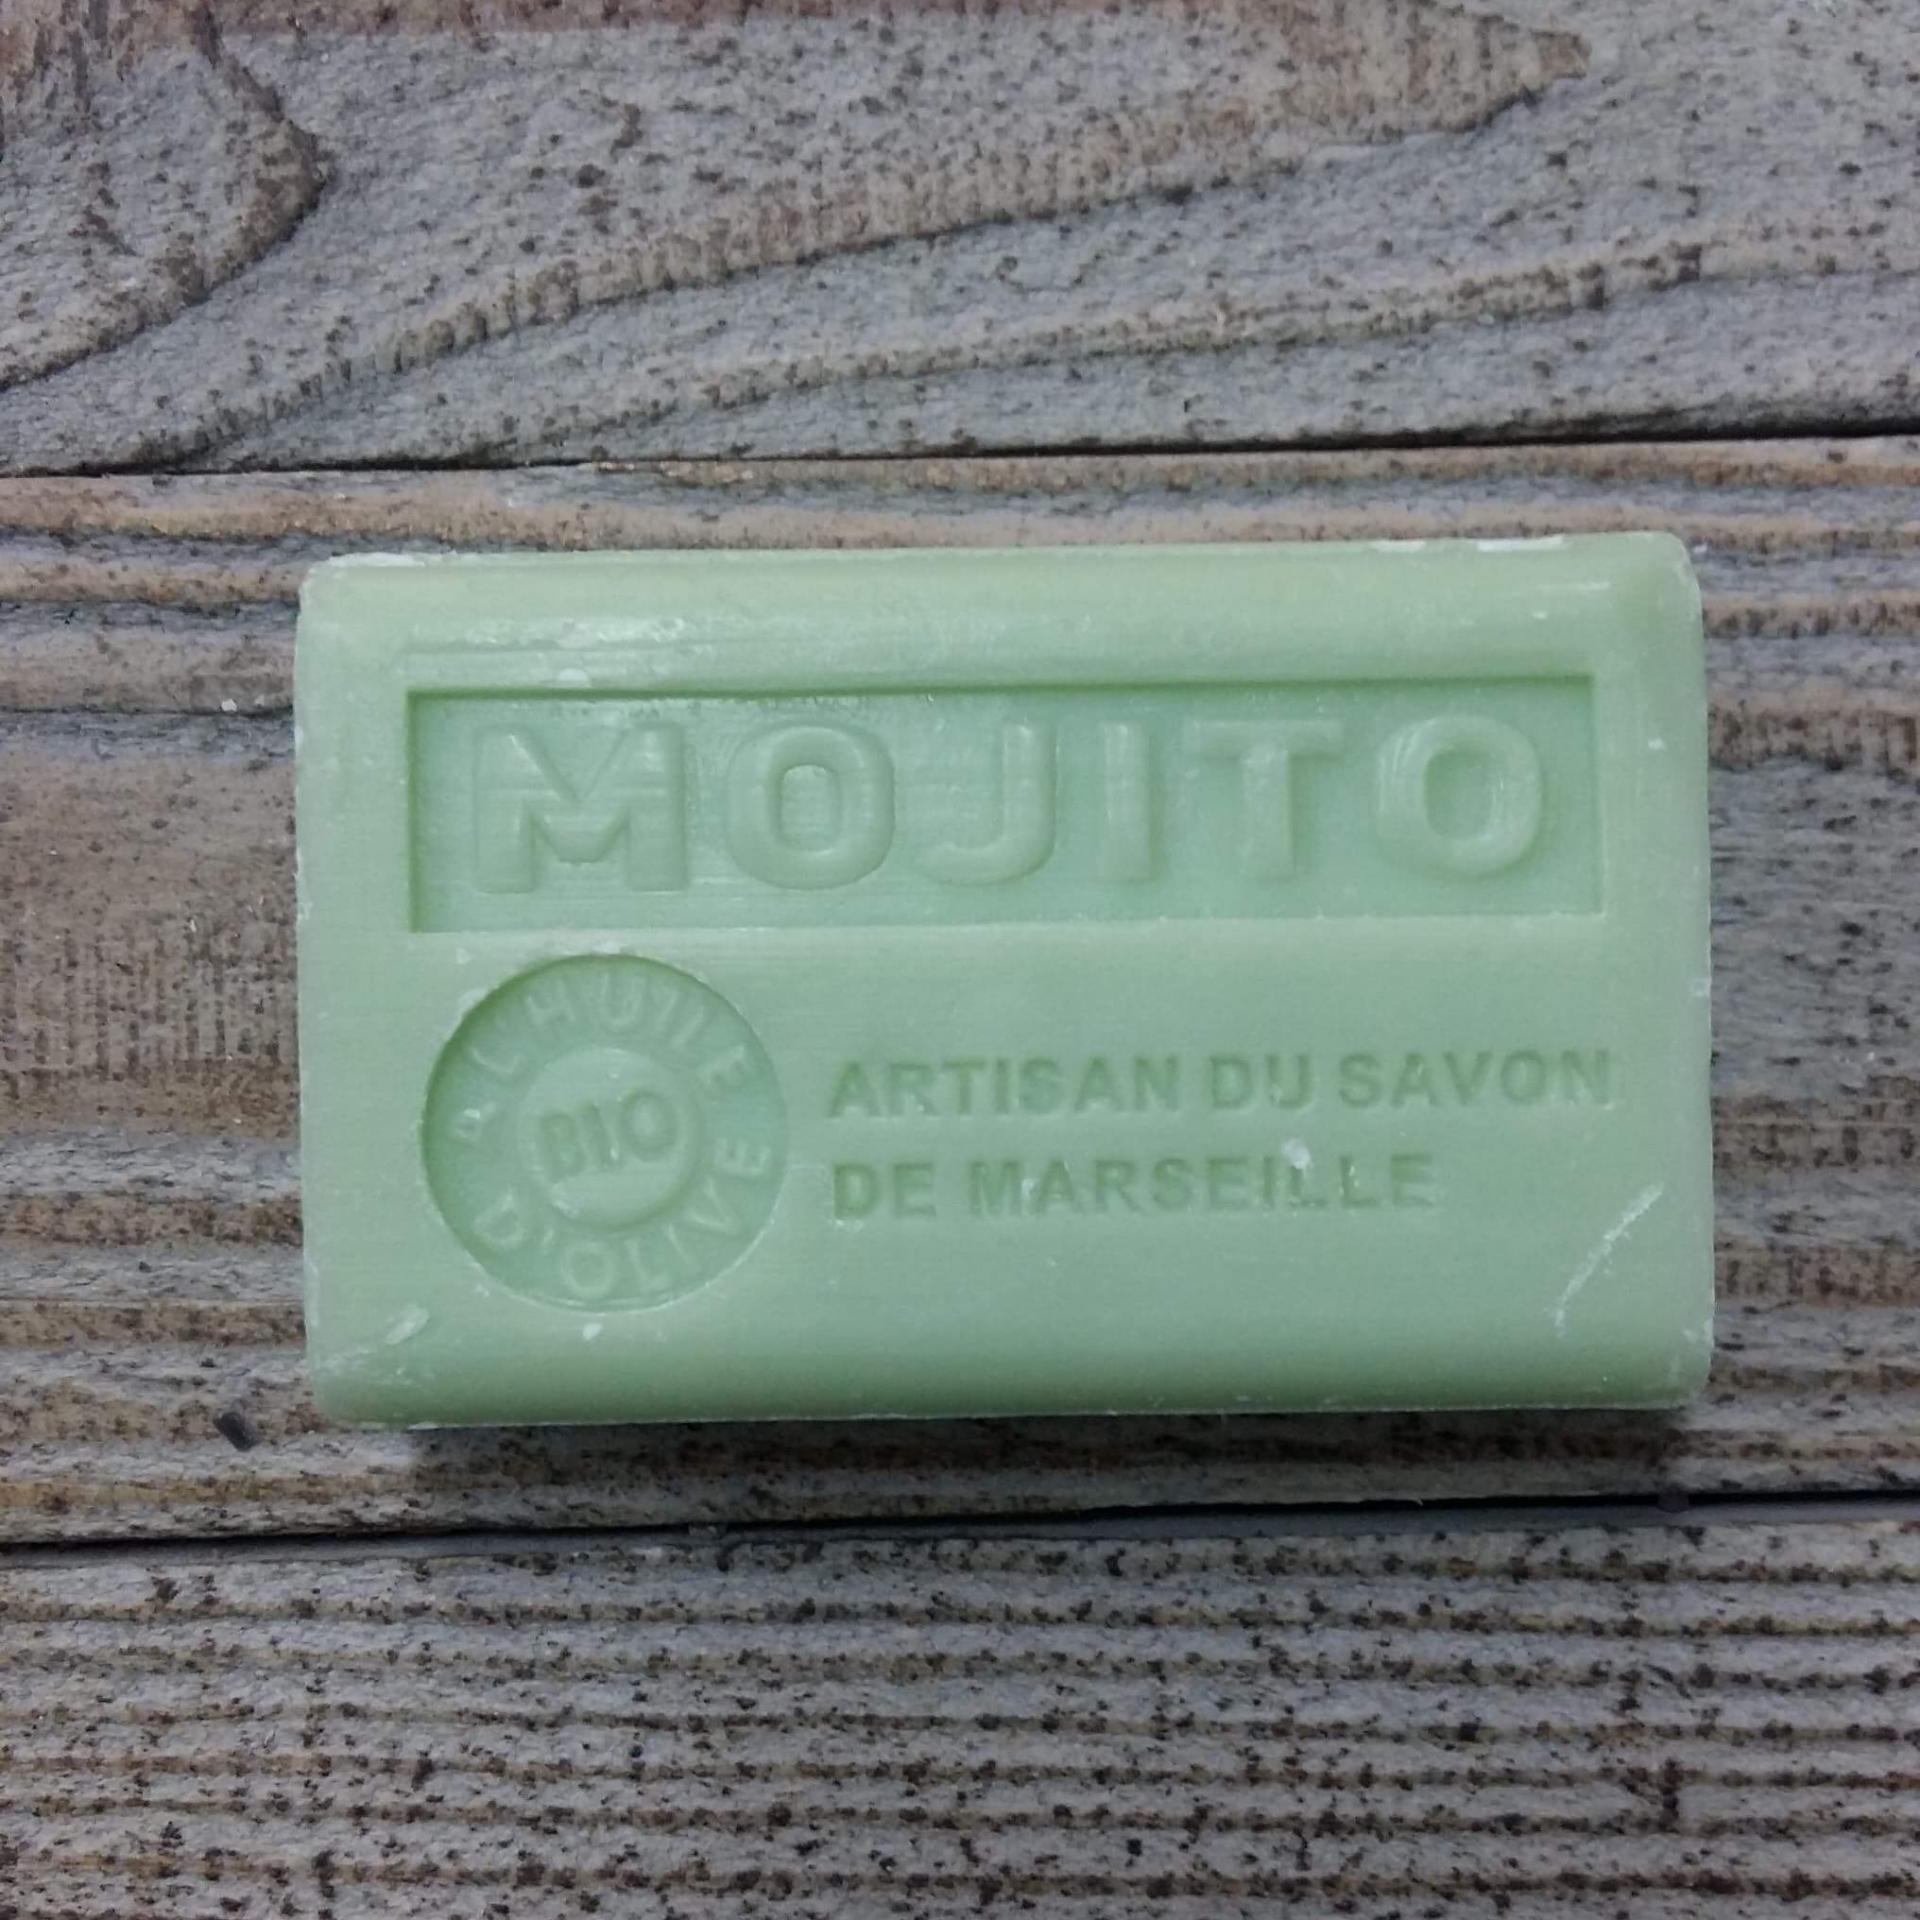 MOJITO
A L'HUILE D'OLIVE
BIO
ARTISAN DU SAVON
DE MARSEILLE